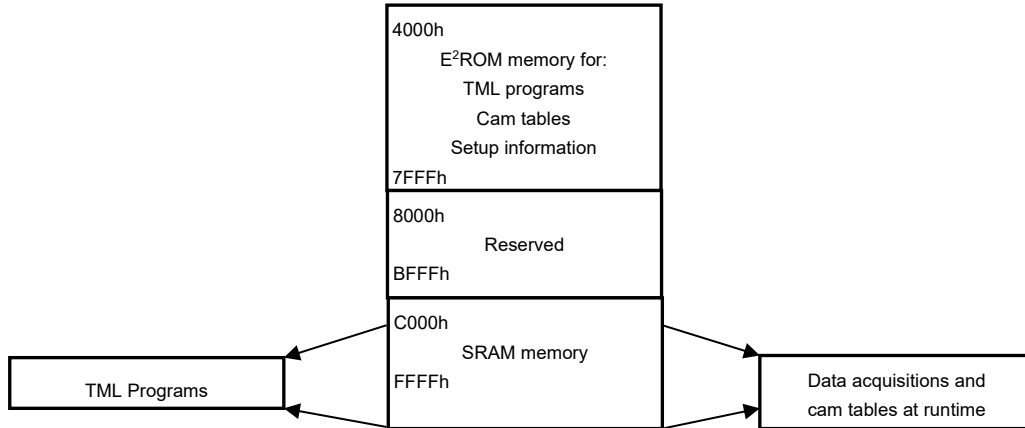 4000h
E²ROM memory for:
TML programs
Cam tables
Setup information
7FFFh
8000h
Reserved
BFFFh
C000h
SRAM memory
FFFFh
TML Programs
Data acquisitions and
cam tables at runtime